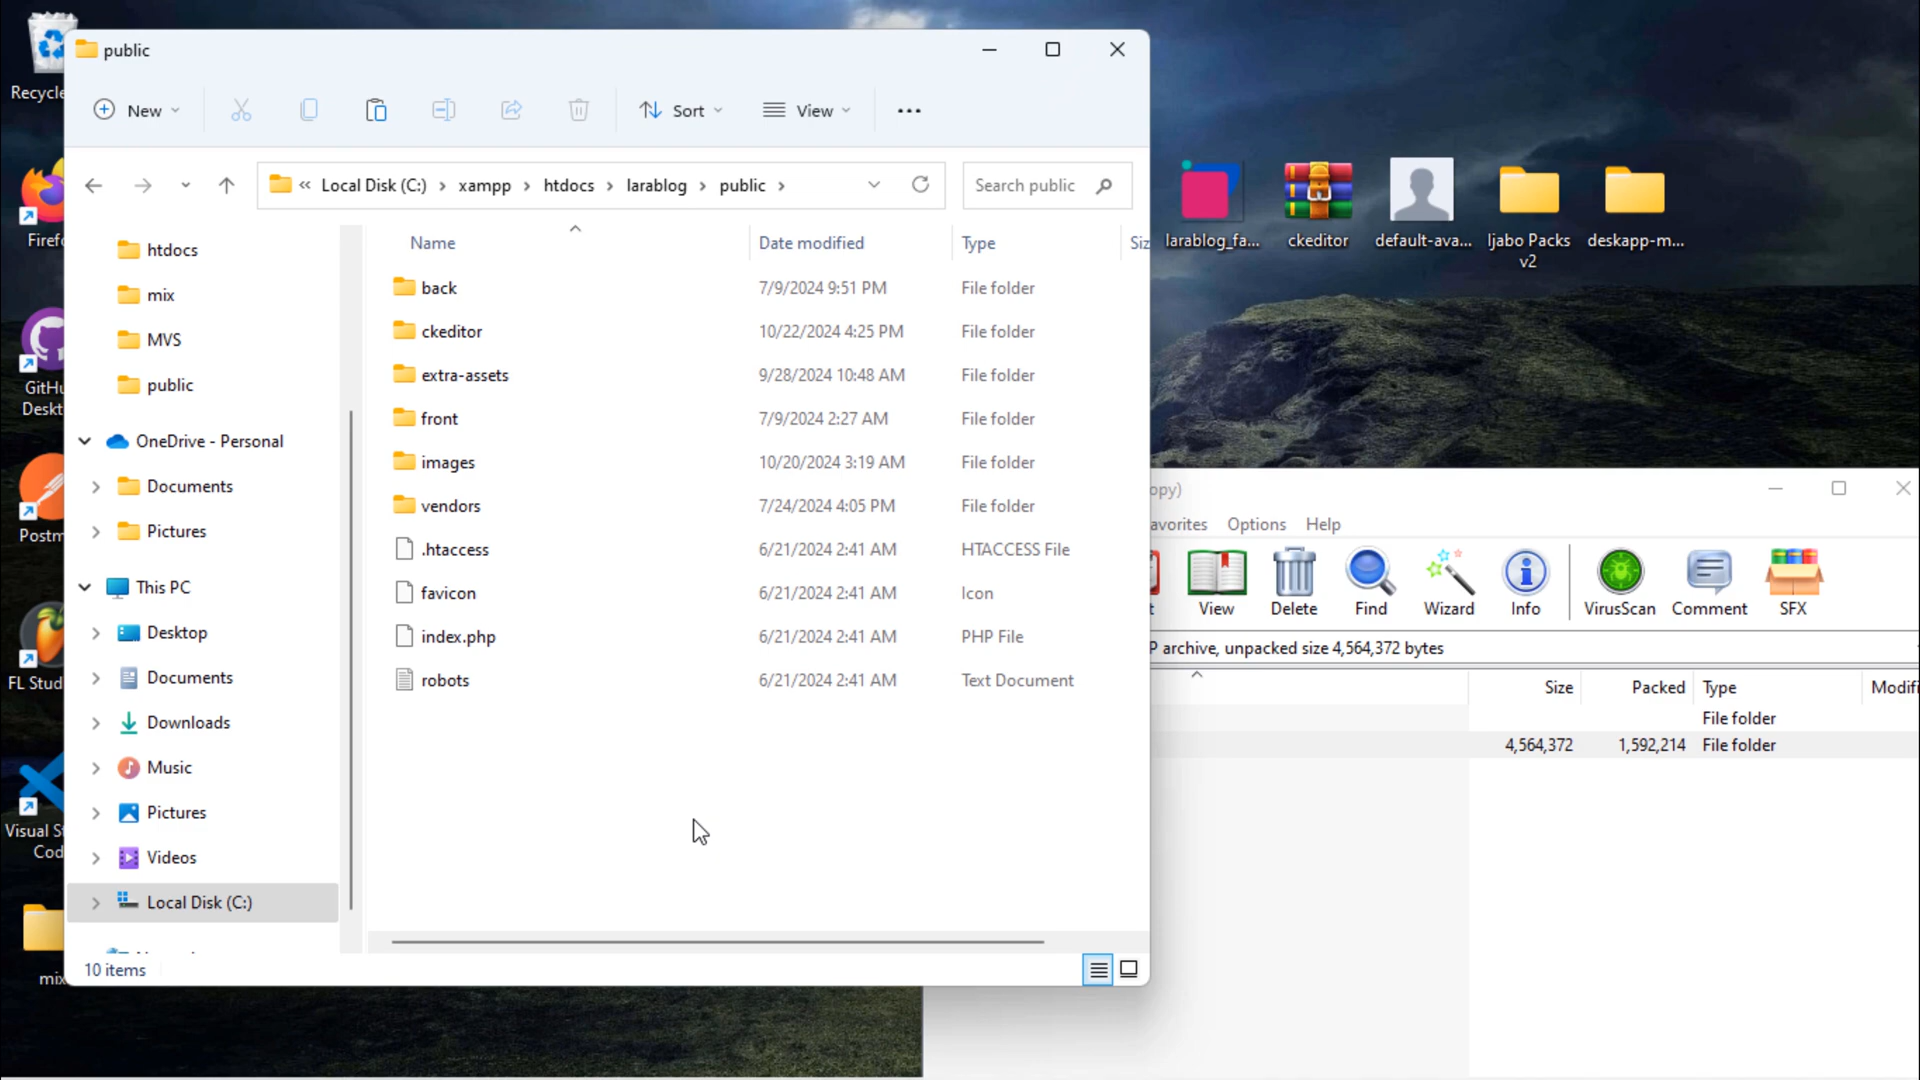 public
New
Sort
View
« Local Disk (C:) › xampp › htdocs › larablog › public ›
Search public
htdocs
mix
MVS
public
OneDrive - Personal
Documents
Pictures
This PC
Desktop
Documents
Downloads
Music
Pictures
Videos
Local Disk (C:)
Name Date modified Type Siz
back 7/9/2024 9:51 PM File folder
ckeditor 10/22/2024 4:25 PM File folder
extra-assets 9/28/2024 10:48 AM File folder
front 7/9/2024 2:27 AM File folder
images 10/20/2024 3:19 AM File folder
vendors 7/24/2024 4:05 PM File folder
.htaccess 6/21/2024 2:41 AM HTACCESS File
favicon 6/21/2024 2:41 AM Icon
index.php 6/21/2024 2:41 AM PHP File
robots 6/21/2024 2:41 AM Text Document
10 items
Recycle
Firefo
GitHu
Deskt
Postm
FL Stud
Visual St
Cod
mix
larablog_fa...
ckeditor
default-ava...
Ijabo Packs
v2
deskapp-m...
opy)
avorites Options Help
t View Delete Find Wizard Info VirusScan Comment SFX
P archive, unpacked size 4,564,372 bytes
Size Packed Type Modifi
File folder
4,564,372 1,592,214 File folder